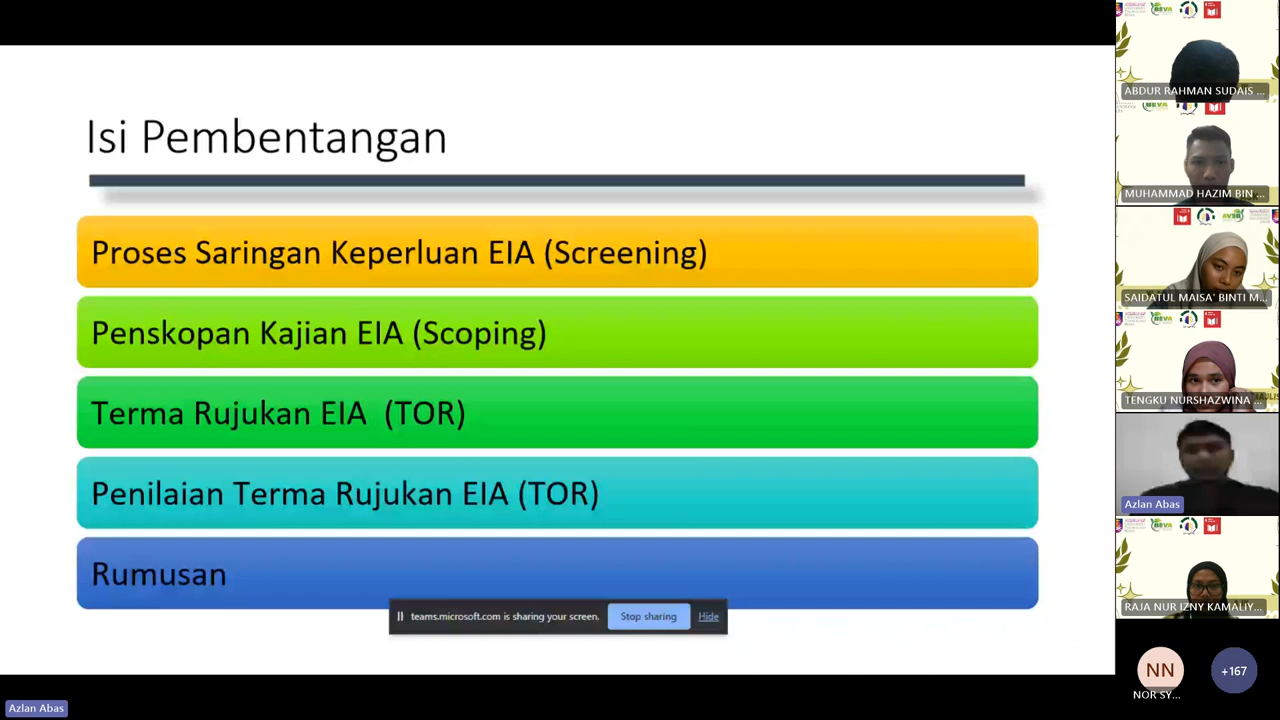 Isi Pembentangan
Proses Saringan Keperluan EIA (Screening)
Penskopan Kajian EIA (Scoping)
Terma Rujukan EIA (TOR)
Penilaian Terma Rujukan EIA (TOR)
Rumusan
teams.microsoft.com is sharing your screen.
Stop sharing
Hide
Azlan Abas
ABDUR RAHMAN SUDAIS ...
MUHAMMAD HAZIM BIN ...
SAIDATUL MAISA' BINTI M...
TENGKU NURSHAZWINA ...
Azlan Abas
RAJA NUR IZNY KAMALIY...
NN
NOR SY...
+167